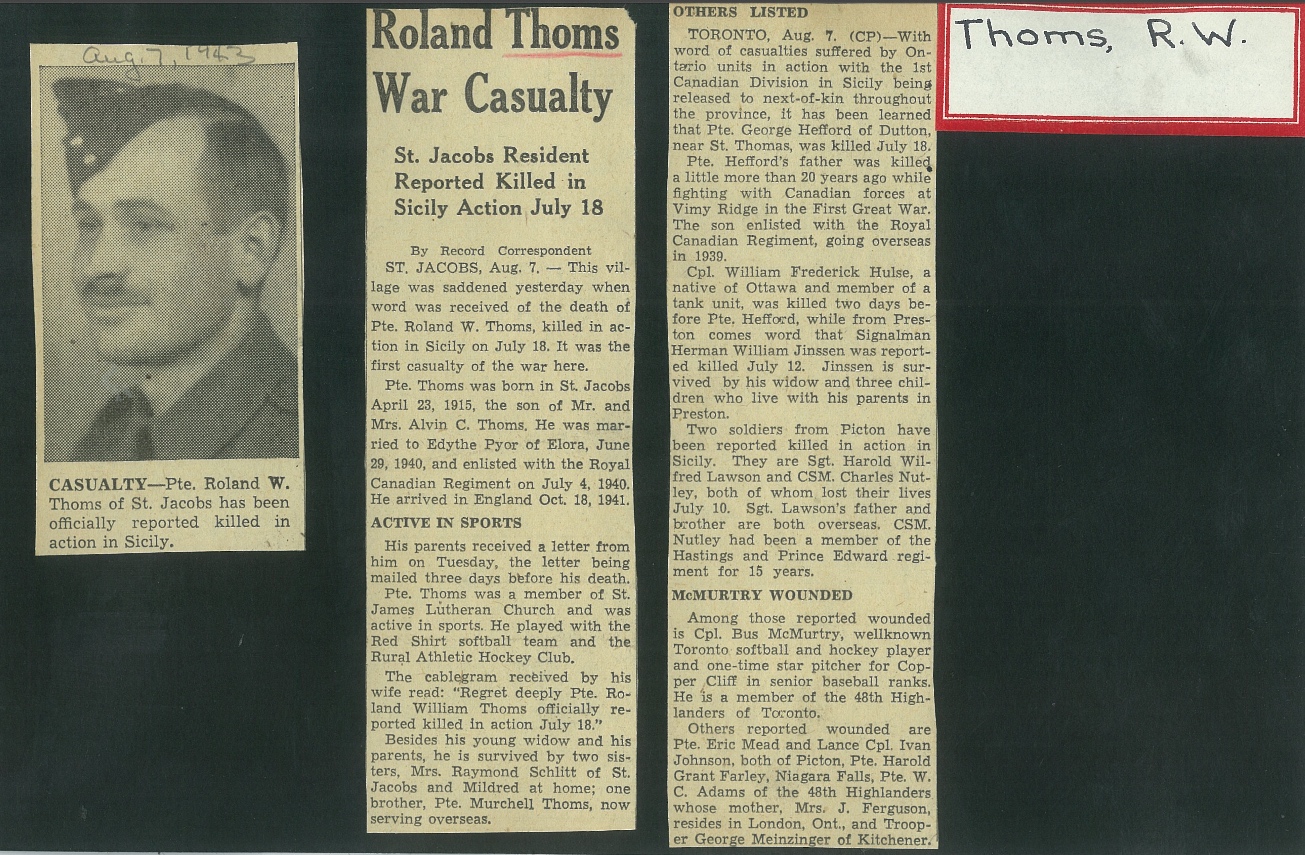 Aug. 7, 1943
CASUALTY—Pte. Roland W.
Thoms of St. Jacobs has been
officially reported killed in
action in Sicily.
Roland Thoms
War Casualty
St. Jacobs Resident
Reported Killed in
Sicily Action July 18
By Record Correspondent
ST. JACOBS, Aug. 7. — This vil-
lage was saddened yesterday when
word was received of the death of
Pte. Roland W. Thoms, killed in ac-
tion in Sicily on July 18. It was the
first casualty of the war here.
Pte. Thoms was born in St. Jacobs
April 23, 1915, the son of Mr. and
Mrs. Alvin C. Thoms. He was mar-
ried to Edythe Pyor of Elora, June
29, 1940, and enlisted with the Royal
Canadian Regiment on July 4, 1940.
He arrived in England Oct. 18, 1941.
ACTIVE IN SPORTS
His parents received a letter from
him on Tuesday, the letter being
mailed three days before his death.
Pte. Thoms was a member of St.
James Lutheran Church and was
active in sports. He played with the
Red Shirt softball team and the
Rural Athletic Hockey Club.
The cablegram received by his
wife read: "Regret deeply Pte. Ro-
land William Thoms officially re-
ported killed in action July 18."
Besides his young widow and his
parents, he is survived by two sis-
ters, Mrs. Raymond Schlitt of St.
Jacobs and Mildred at home; one
brother, Pte. Murchell Thoms, now
serving overseas.
OTHERS LISTED
TORONTO, Aug. 7. (CP)—With
word of casualties suffered by On-
tario units in action with the 1st
Canadian Division in Sicily being
released to next-of-kin throughout
the province, it has been learned
that Pte. George Hefford of Dutton,
near St. Thomas, was killed July 18.
Pte. Hefford's father was killed
a little more than 20 years ago while
fighting with Canadian forces at
Vimy Ridge in the First Great War.
The son enlisted with the Royal
Canadian Regiment, going overseas
in 1939.
Cpl. William Frederick Hulse, a
native of Ottawa and member of a
tank unit, was killed two days be-
fore Pte. Hefford, while from Pres-
ton comes word that Signalman
Herman William Jinssen was report-
ed killed July 12. Jinssen is sur-
vived by his widow and three chil-
dren who live with his parents in
Preston.
Two soldiers from Picton have
been reported killed in action in
Sicily. They are Sgt. Harold Wil-
fred Lawson and CSM. Charles Nut-
ley, both of whom lost their lives
July 10. Sgt. Lawson's father and
brother are both overseas. CSM.
Nutley had been a member of the
Hastings and Prince Edward regi-
ment for 15 years.
McMURTRY WOUNDED
Among those reported wounded
is Cpl. Bus McMurtry, wellknown
Toronto softball and hockey player
and one-time star pitcher for Cop-
per Cliff in senior baseball ranks.
He is a member of the 48th High-
landers of Toronto.
Others reported wounded are
Pte. Eric Mead and Lance Cpl. Ivan
Johnson, both of Picton, Pte. Harold
Grant Farley, Niagara Falls, Pte. W.
C. Adams of the 48th Highlanders
whose mother, Mrs. J. Ferguson,
resides in London, Ont., and Troop-
er George Meinzinger of Kitchener.
Thoms, R.W.